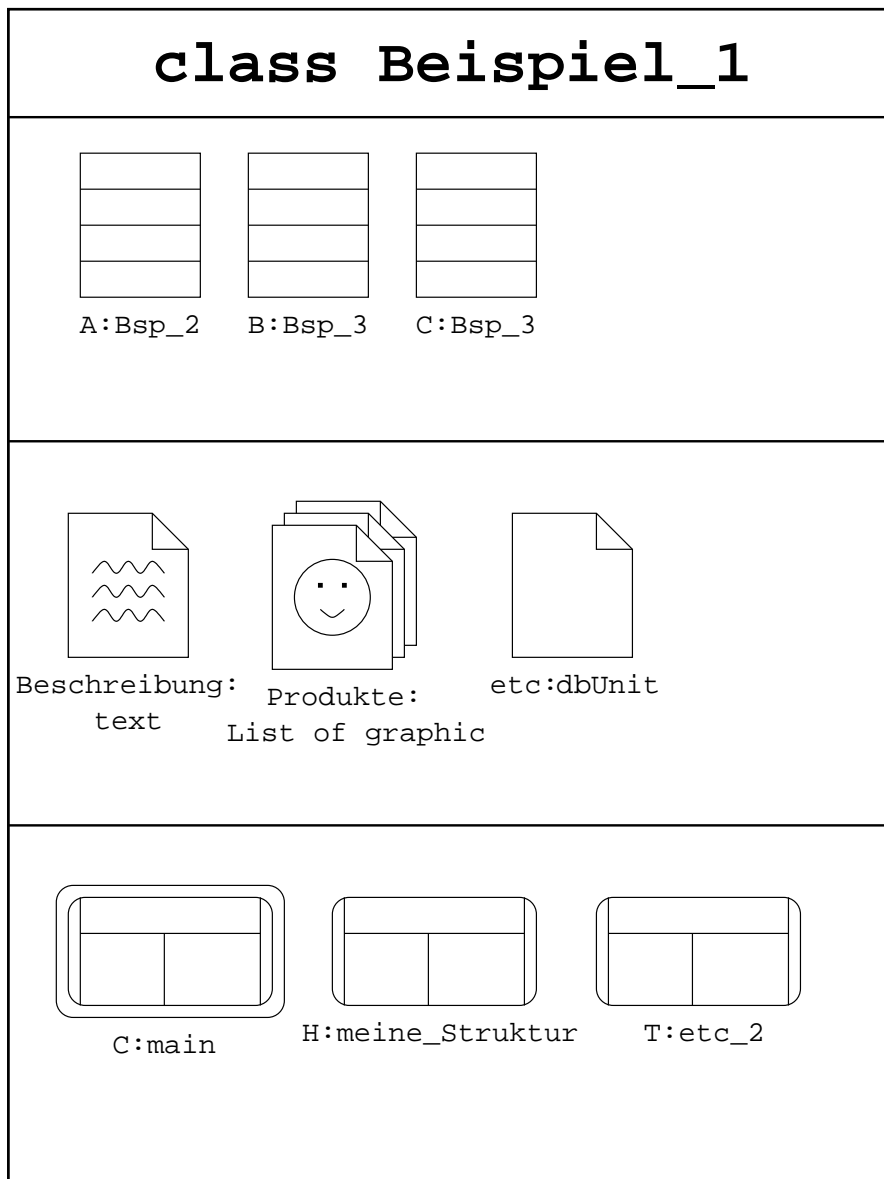 class Beispiel_1
A:Bsp_2 B:Bsp_3 C:Bsp_3
Beschreibung:
text
Produkte:
List of graphic
etc:dbUnit
C:main
H:meine_Struktur
T:etc_2